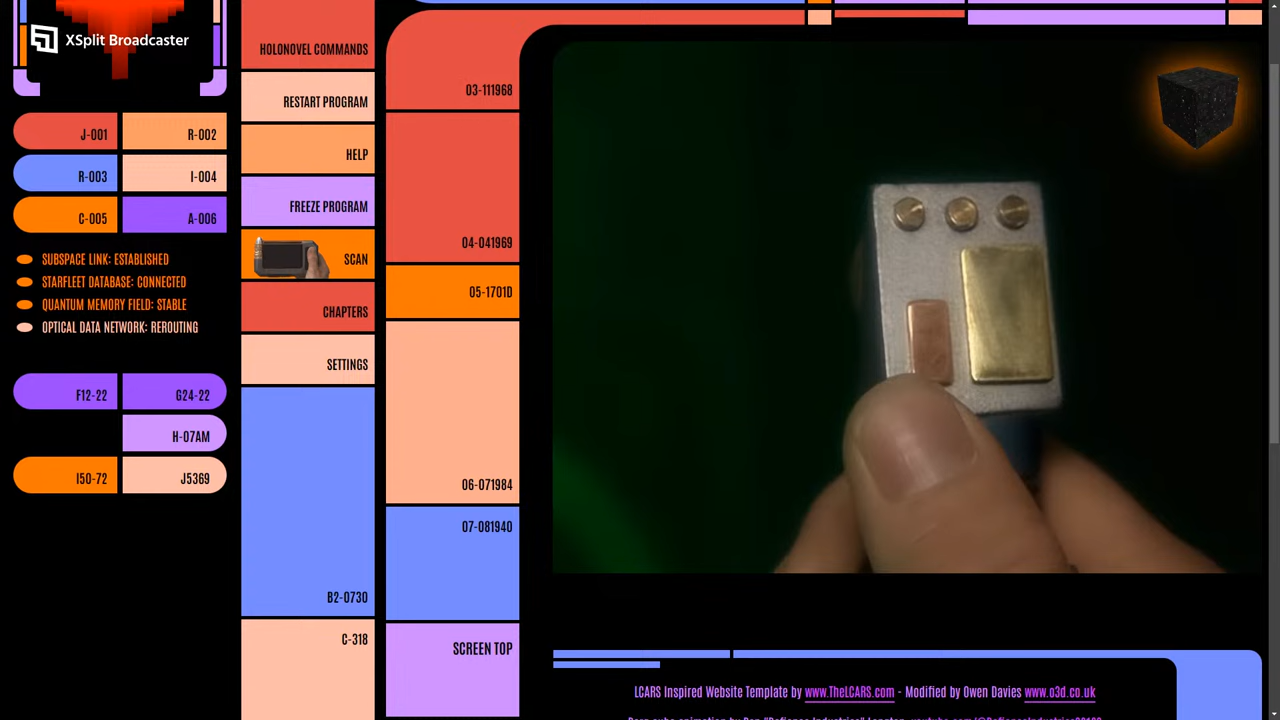 XSplit Broadcaster
J-001
R-002
R-003
I-004
C-005
A-006
SUBSPACE LINK: ESTABLISHED
STARFLEET DATABASE: CONNECTED
QUANTUM MEMORY FIELD: STABLE
OPTICAL DATA NETWORK: REROUTING
F12-22
G24-22
H-07AM
I50-72
J5369
HOLONOVEL COMMANDS
RESTART PROGRAM
HELP
FREEZE PROGRAM
SCAN
CHAPTERS
SETTINGS
B2-0730
C-318
03-111968
04-041969
05-1701D
06-071984
07-081940
SCREEN TOP
LCARS Inspired Website Template by www.TheLCARS.com - Modified by Owen Davies www.o3d.co.uk